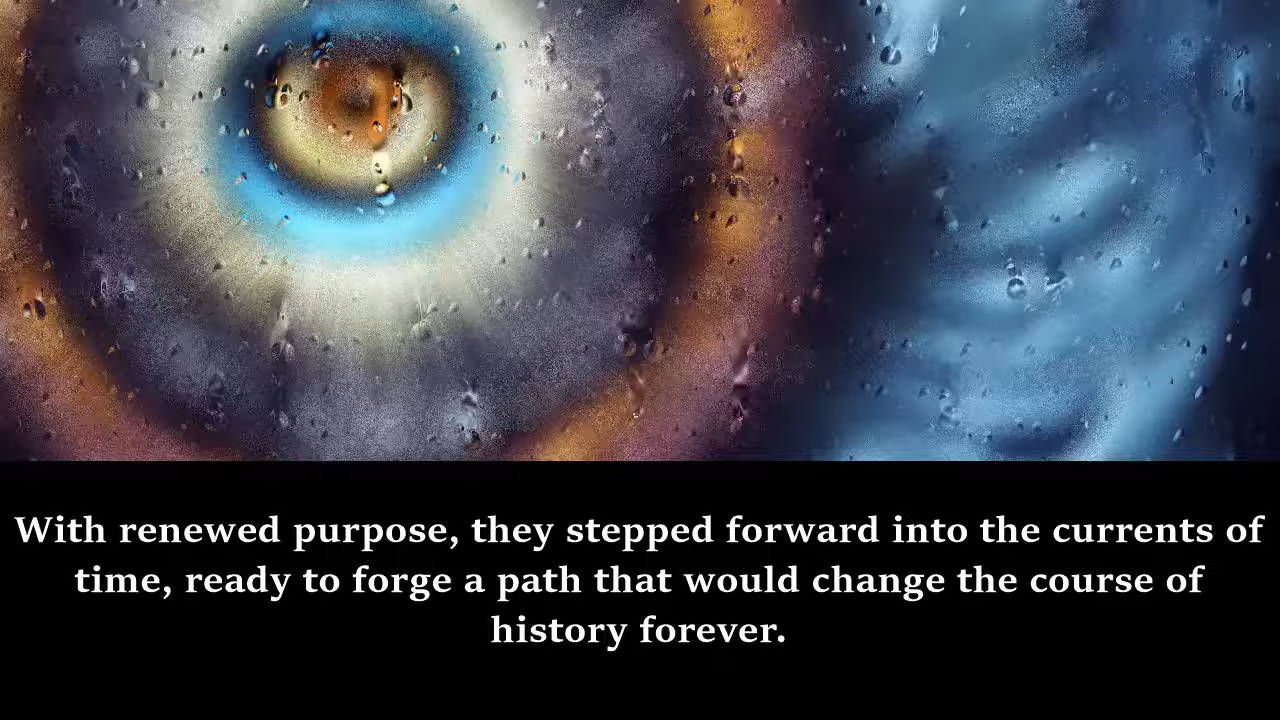 With renewed purpose, they stepped forward into the currents of
time, ready to forge a path that would change the course of
history forever.